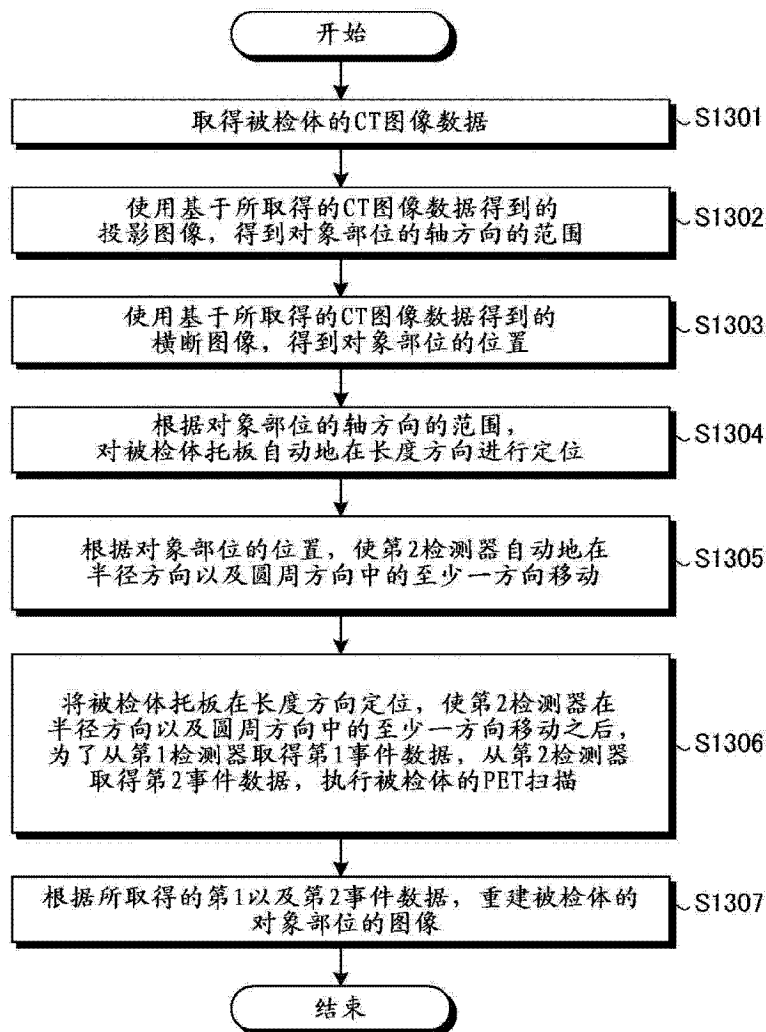 开始
取得被检体的CT图像数据
S1301
使用基于所取得的CT图像数据得到的
投影图像，得到对象部位的轴方向的范围
S1302
使用基于所取得的CT图像数据得到的
横断图像，得到对象部位的位置
S1303
根据对象部位的轴方向的范围，
对被检体托板自动地在长度方向进行定位
S1304
根据对象部位的位置，使第2检测器自动地在
半径方向以及圆周方向中的至少一方向移动
S1305
将被检体托板在长度方向定位，使第2检测器在
半径方向以及圆周方向中的至少一方向移动之后，
为了从第1检测器取得第1事件数据，从第2检测器
取得第2事件数据，执行被检体的PET扫描
S1306
根据所取得的第1以及第2事件数据，重建被检体的
对象部位的图像
S1307
结束